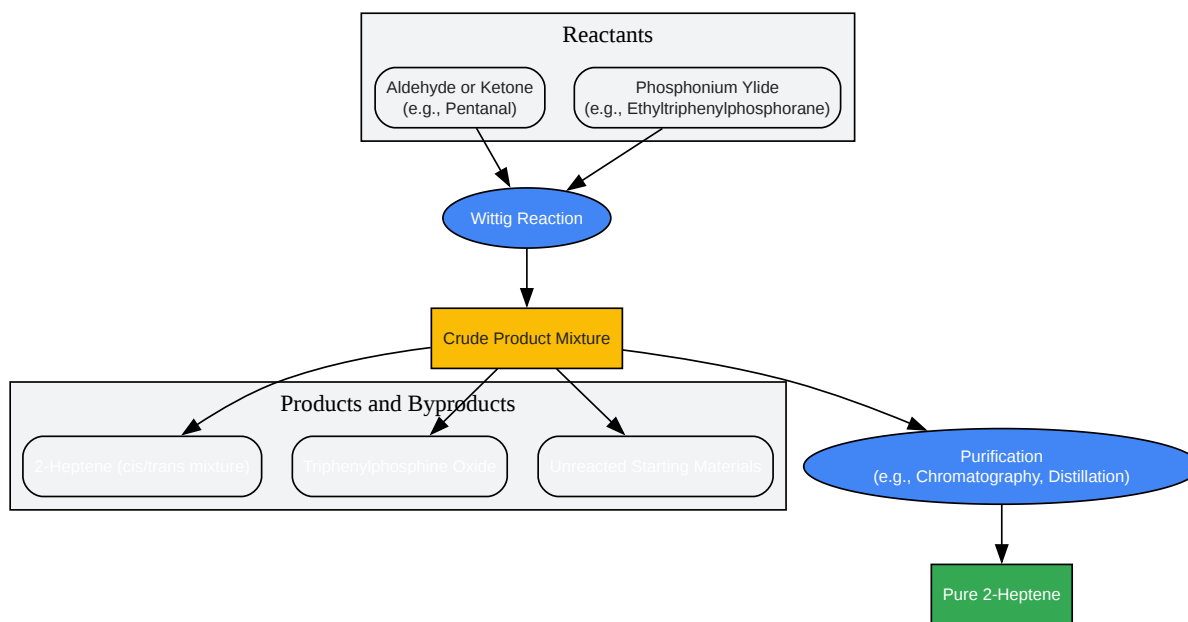 Reactants
Aldehyde or Ketone
(e.g., Pentanal)
Phosphonium Ylide
(e.g., Ethyltriphenylphosphorane)
Wittig Reaction
Crude Product Mixture
Products and Byproducts
2-Heptene (cis/trans mixture)
Triphenylphosphine Oxide
Unreacted Starting Materials
Purification
(e.g., Chromatography, Distillation)
Pure 2-Heptene